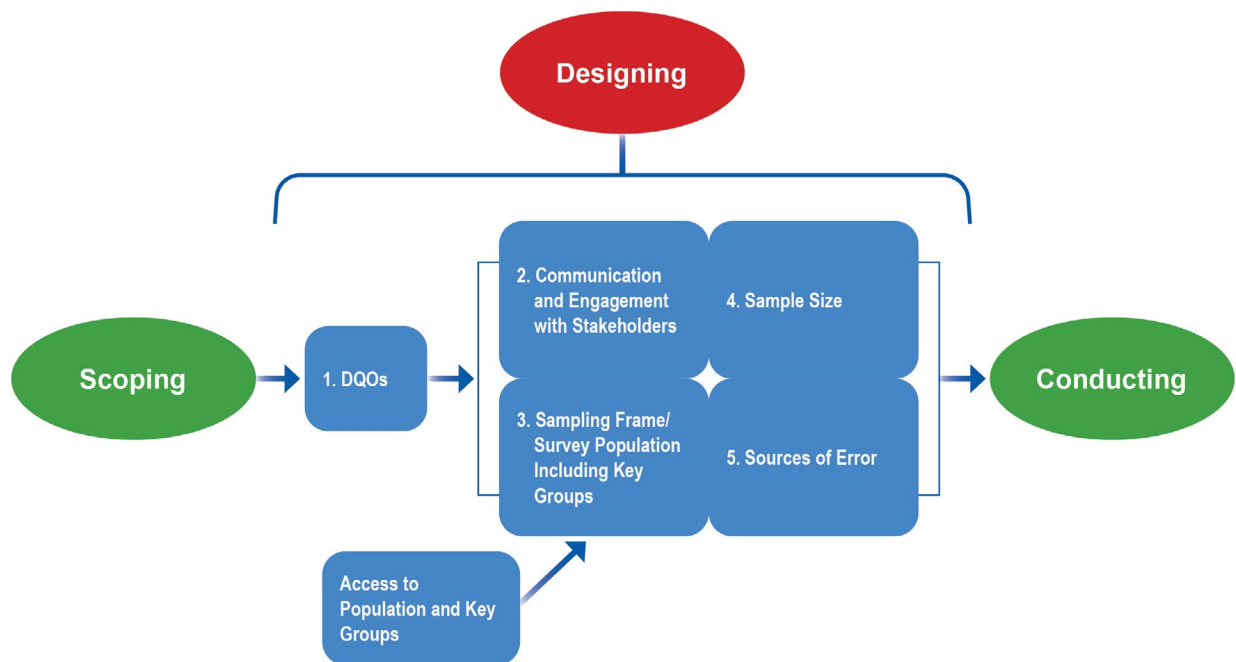 Designing
Scoping
1. DQOs
2. Communication
and Engagement
with Stakeholders
3. Sampling Frame/
Survey Population
Including Key
Groups
4. Sample Size
5. Sources of Error
Conducting
Access to
Population and Key
Groups